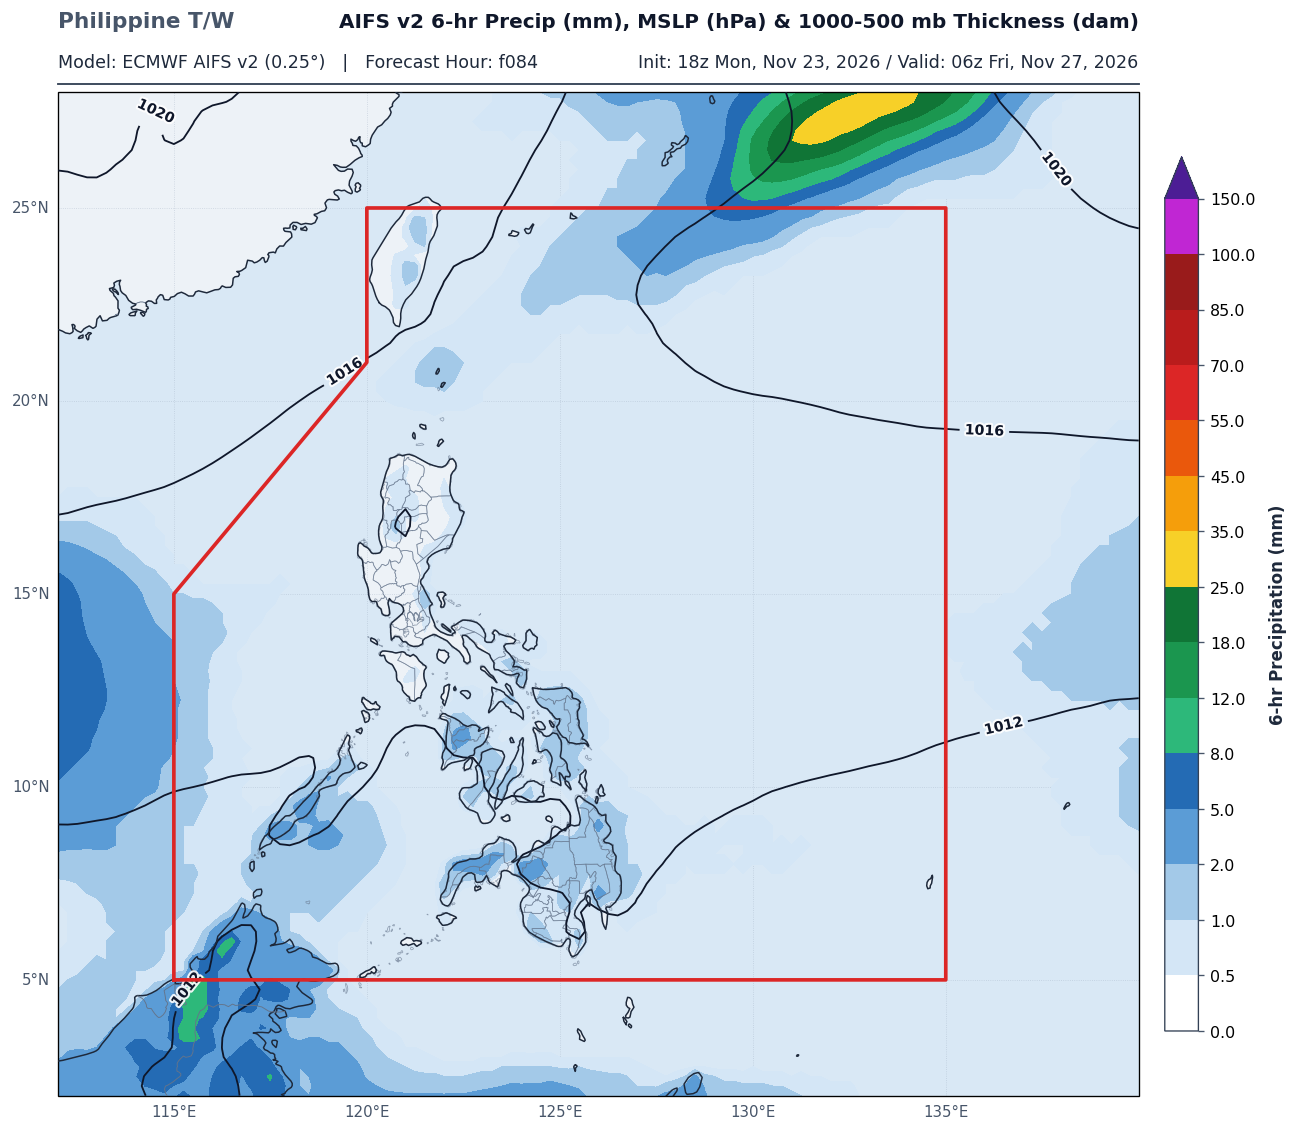 Philippine T/W
AIFS v2 6-hr Precip (mm), MSLP (hPa) & 1000-500 mb Thickness (dam)
Model: ECMWF AIFS v2 (0.25°) | Forecast Hour: f084
Init: 18z Mon, Nov 23, 2026 / Valid: 06z Fri, Nov 27, 2026
1020
1020
1016
1016
1012
1012
25°N
20°N
15°N
10°N
5°N
115°E
120°E
125°E
130°E
135°E
150.0
100.0
85.0
70.0
55.0
45.0
35.0
25.0
18.0
12.0
8.0
5.0
2.0
1.0
0.5
0.0
6-hr Precipitation (mm)